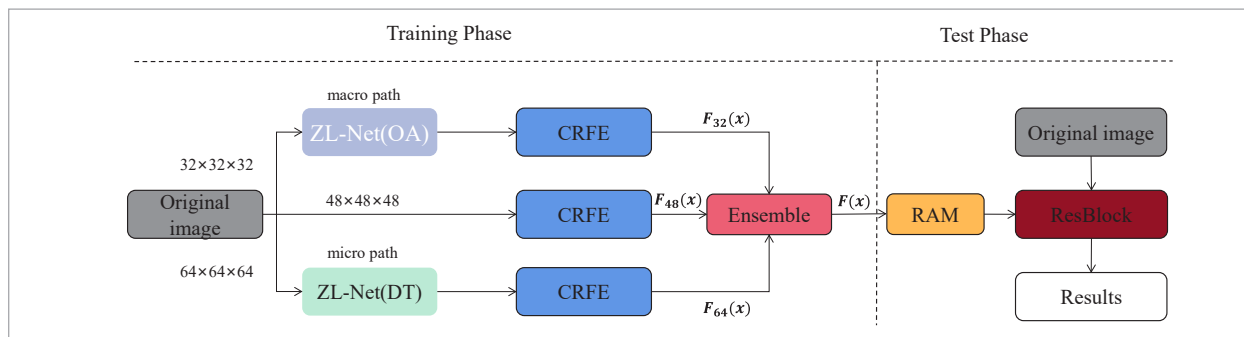 Training Phase
Test Phase
macro path
ZL-Net(OA)
CRFE
F₃₂(x)
Original image
32×32×32
Original
image
48×48×48
CRFE
F₄₈(x)
Ensemble
F(x)
RAM
ResBlock
micro path
64×64×64
ZL-Net(DT)
CRFE
F₆₄(x)
Results